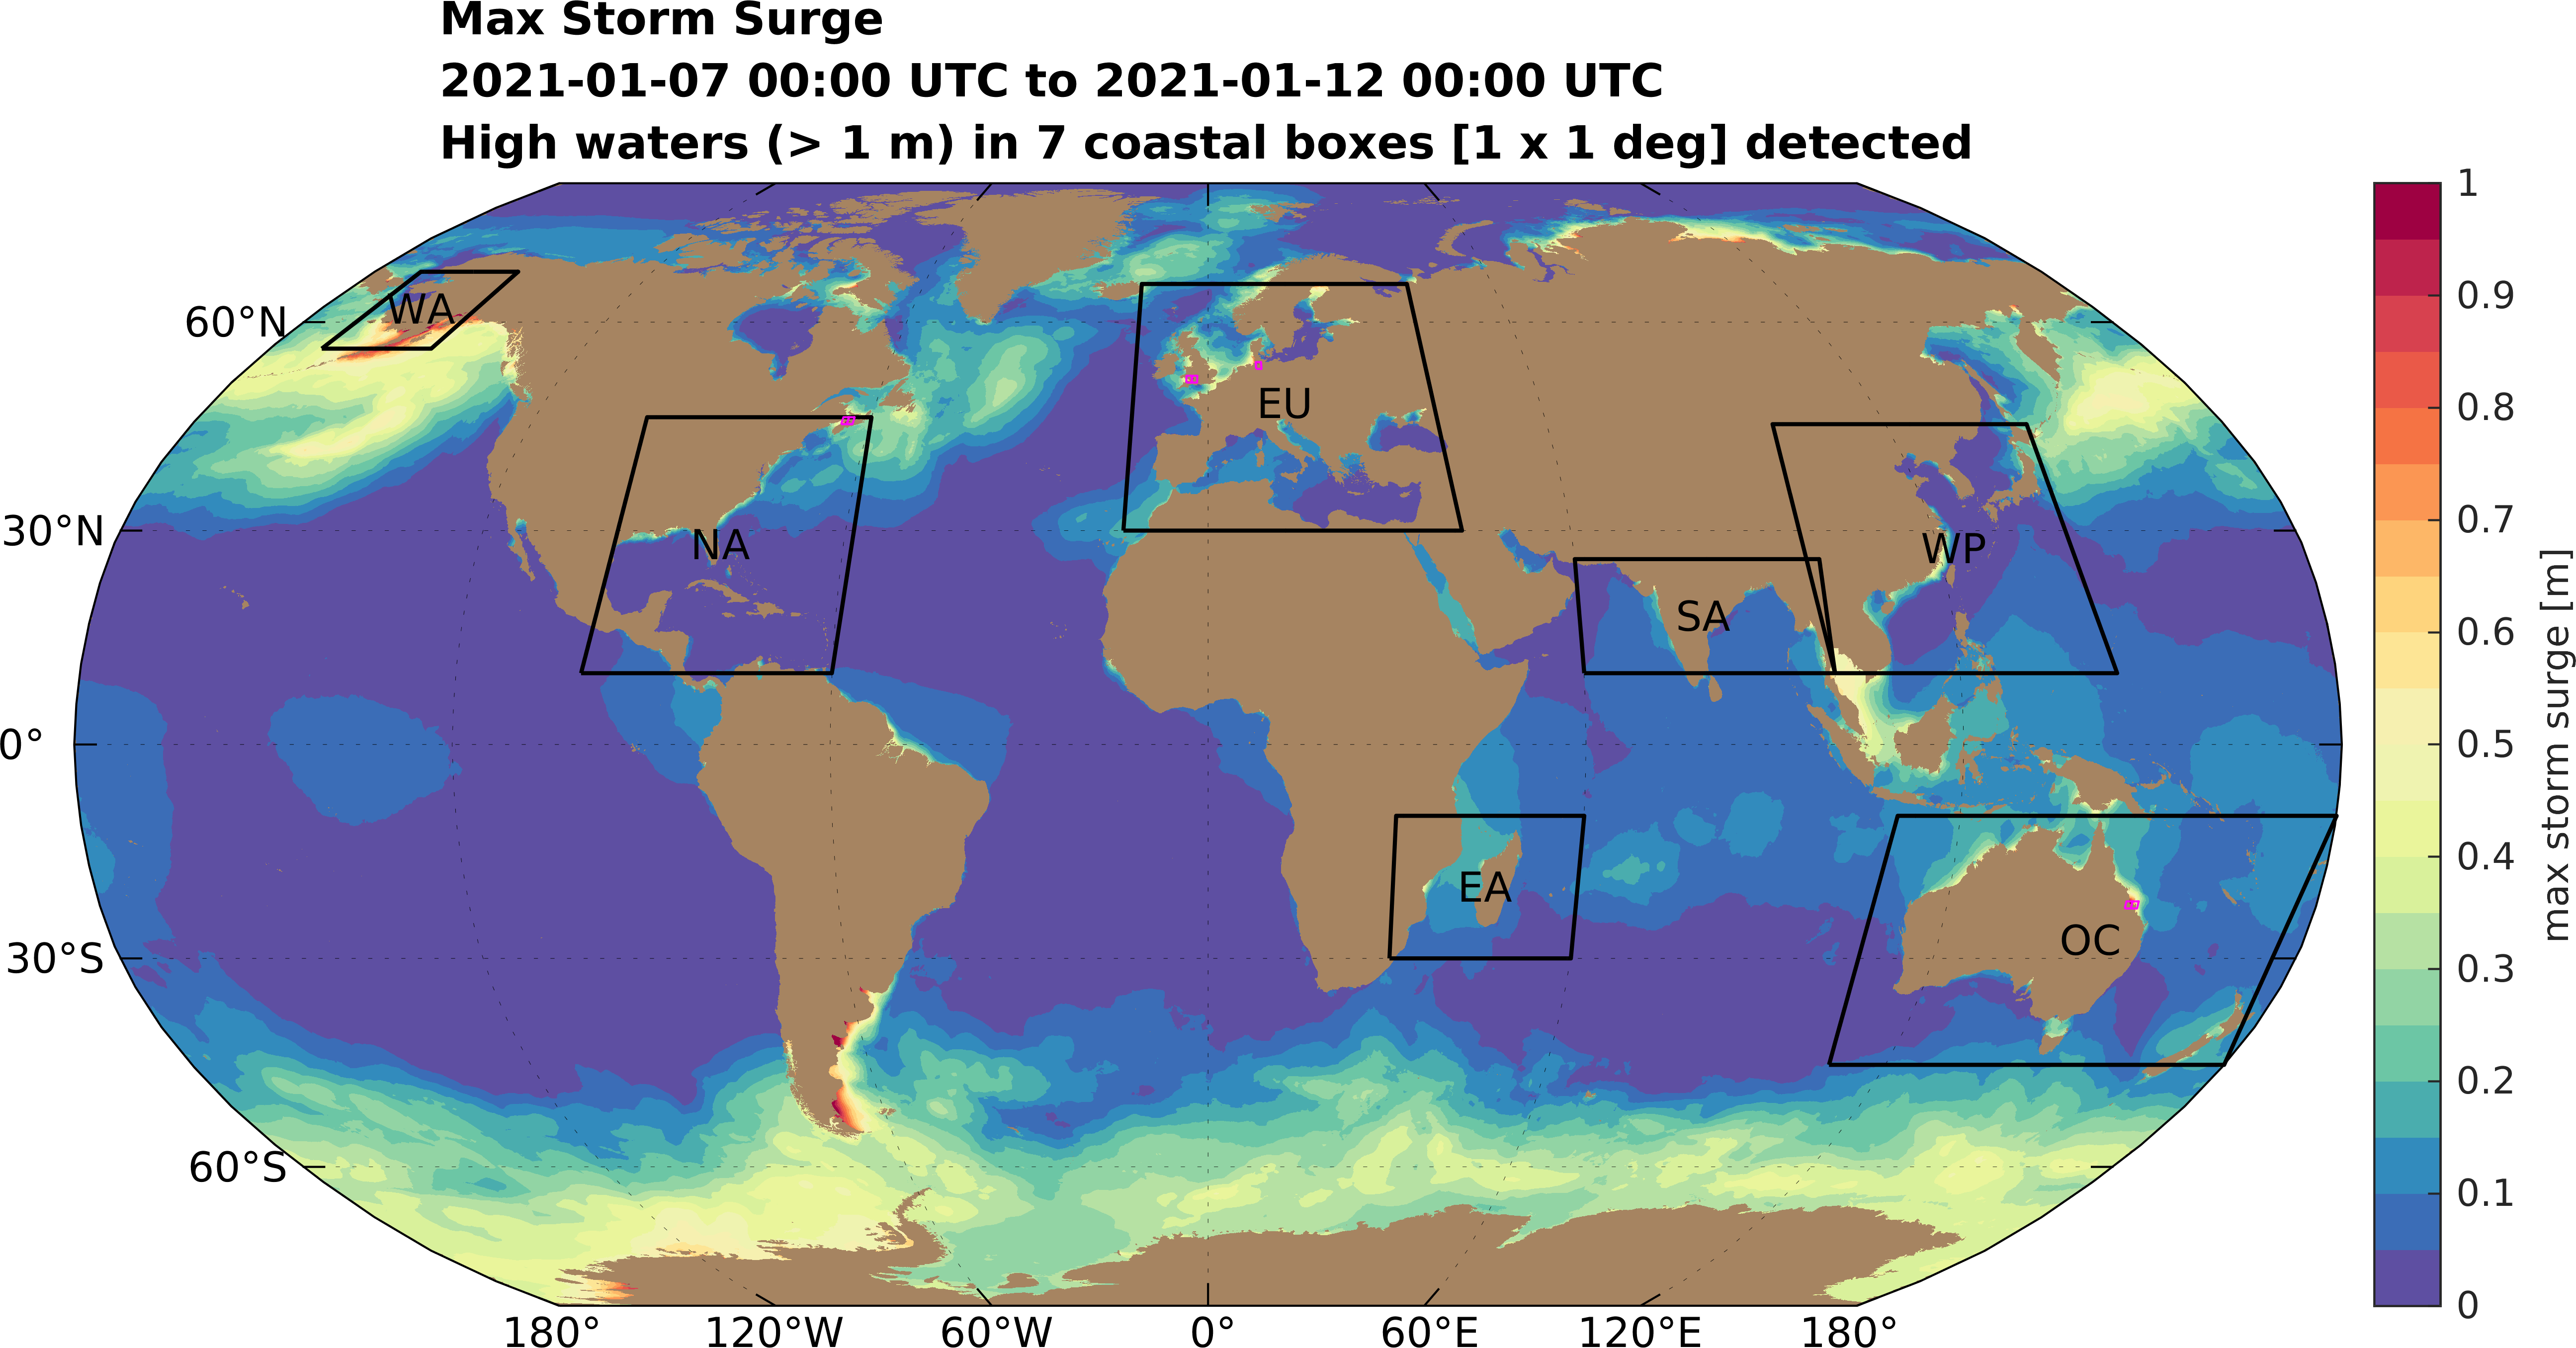 Max Storm Surge
2021-01-07 00:00 UTC to 2021-01-12 00:00 UTC
High waters (> 1 m) in 7 coastal boxes [1 x 1 deg] detected
60°N
30°N
0°
30°S
60°S
WA
NA
EU
SA
WP
EA
OC
180°
120°W
60°W
0°
60°E
120°E
180°
1
0.9
0.8
0.7
0.6
0.5
0.4
0.3
0.2
0.1
0
max storm surge [m]